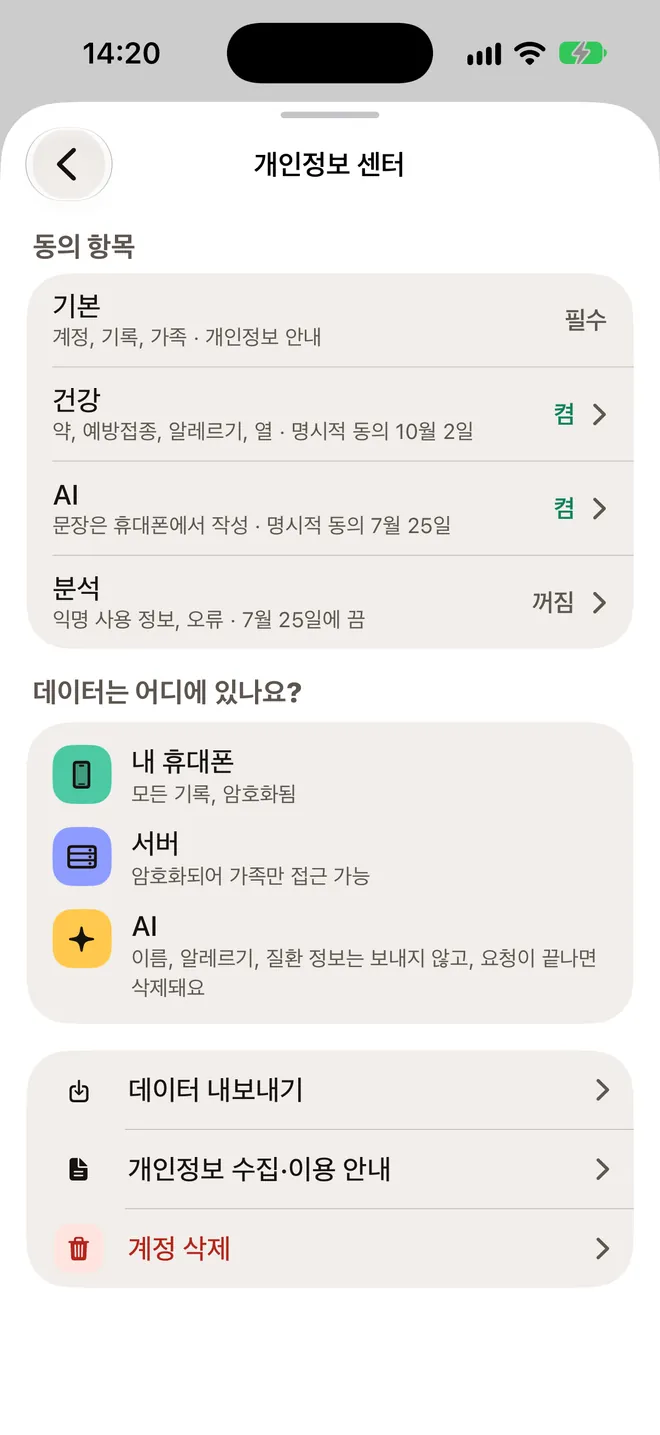 14:20
개인정보 센터
동의 항목
기본
계정, 기록, 가족 · 개인정보 안내
필수
건강
약, 예방접종, 알레르기, 열 · 명시적 동의 10월 2일
켬
AI
문장은 휴대폰에서 작성 · 명시적 동의 7월 25일
켬
분석
익명 사용 정보, 오류 · 7월 25일에 끔
꺼짐
데이터는 어디에 있나요?
내 휴대폰
모든 기록, 암호화됨
서버
암호화되어 가족만 접근 가능
AI
이름, 알레르기, 질환 정보는 보내지 않고, 요청이 끝나면
삭제돼요
데이터 내보내기
개인정보 수집·이용 안내
계정 삭제